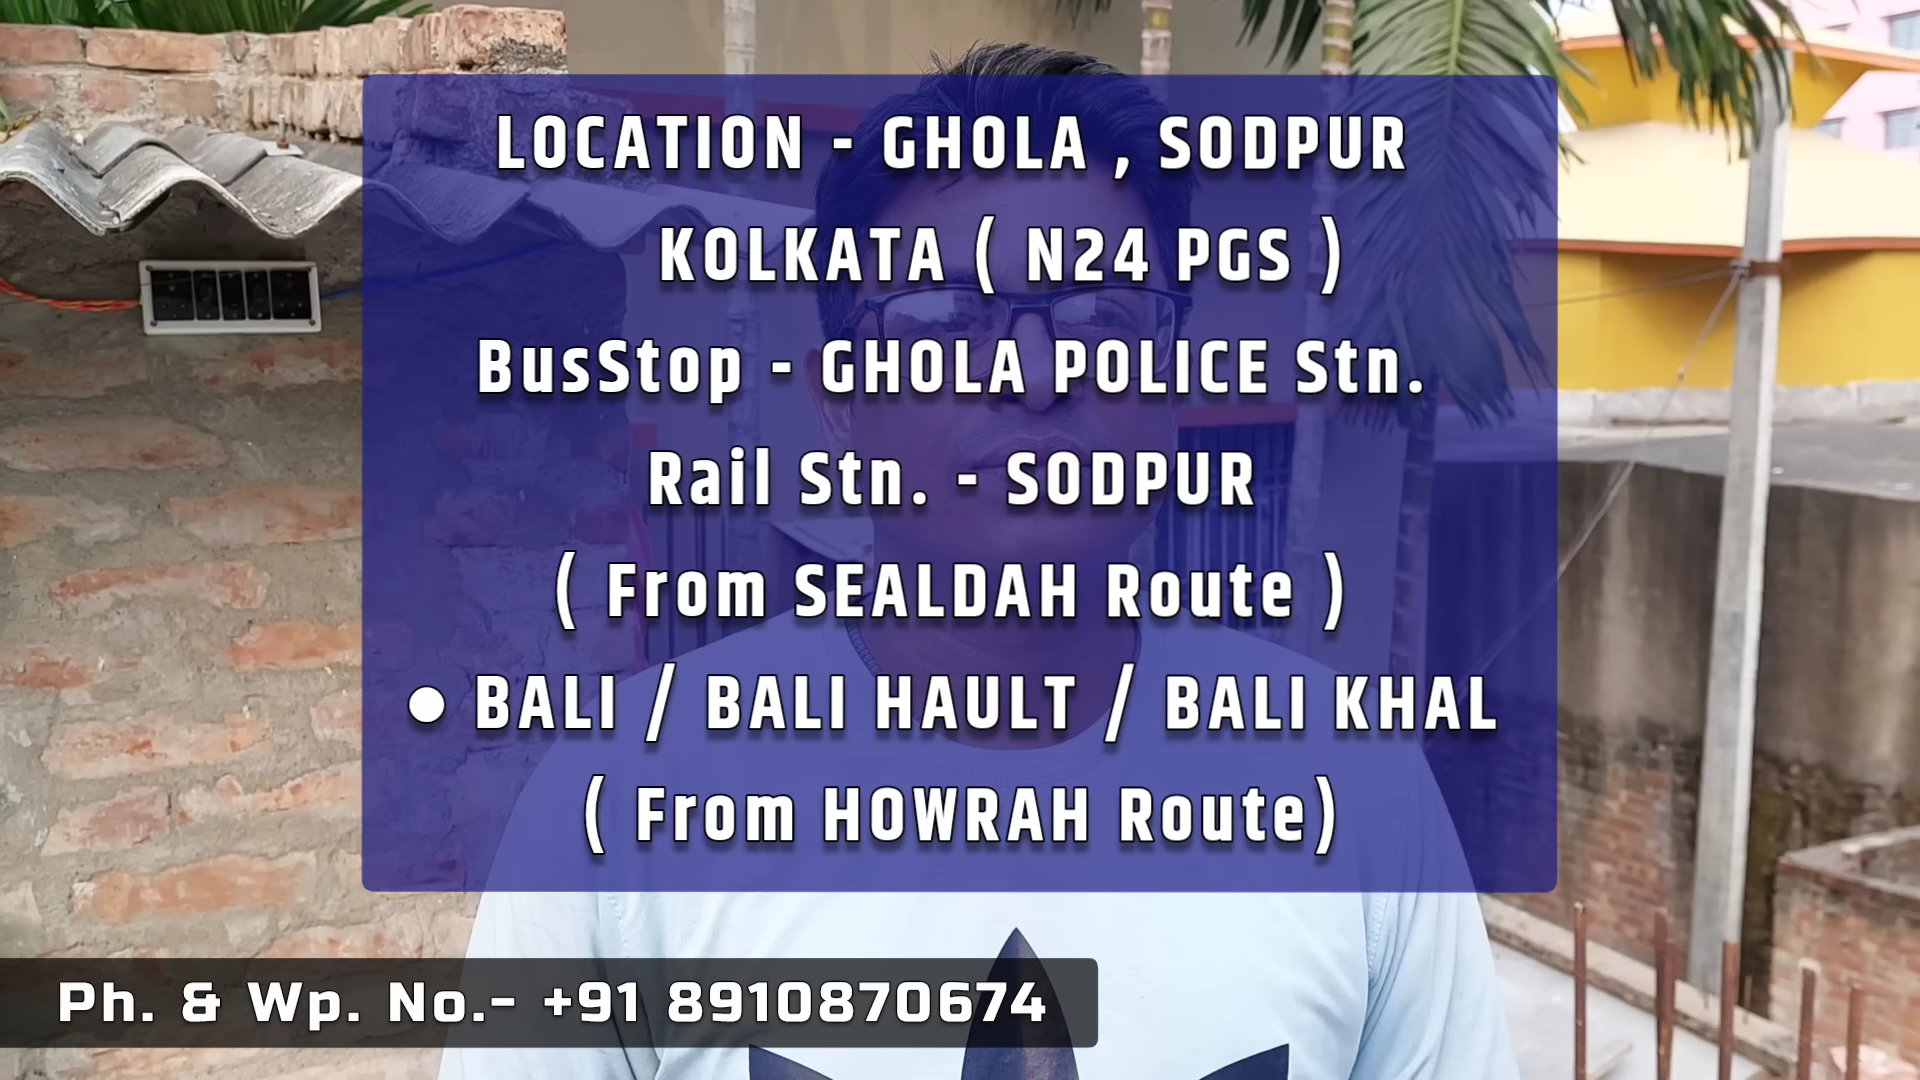 LOCATION - GHOLA , SODPUR
KOLKATA ( N24 PGS )
BusStop - GHOLA POLICE Stn.
Rail Stn. - SODPUR
( From SEALDAH Route )
● BALI / BALI HAULT / BALI KHAL
( From HOWRAH Route)
Ph. & Wp. No.- +91 8910870674